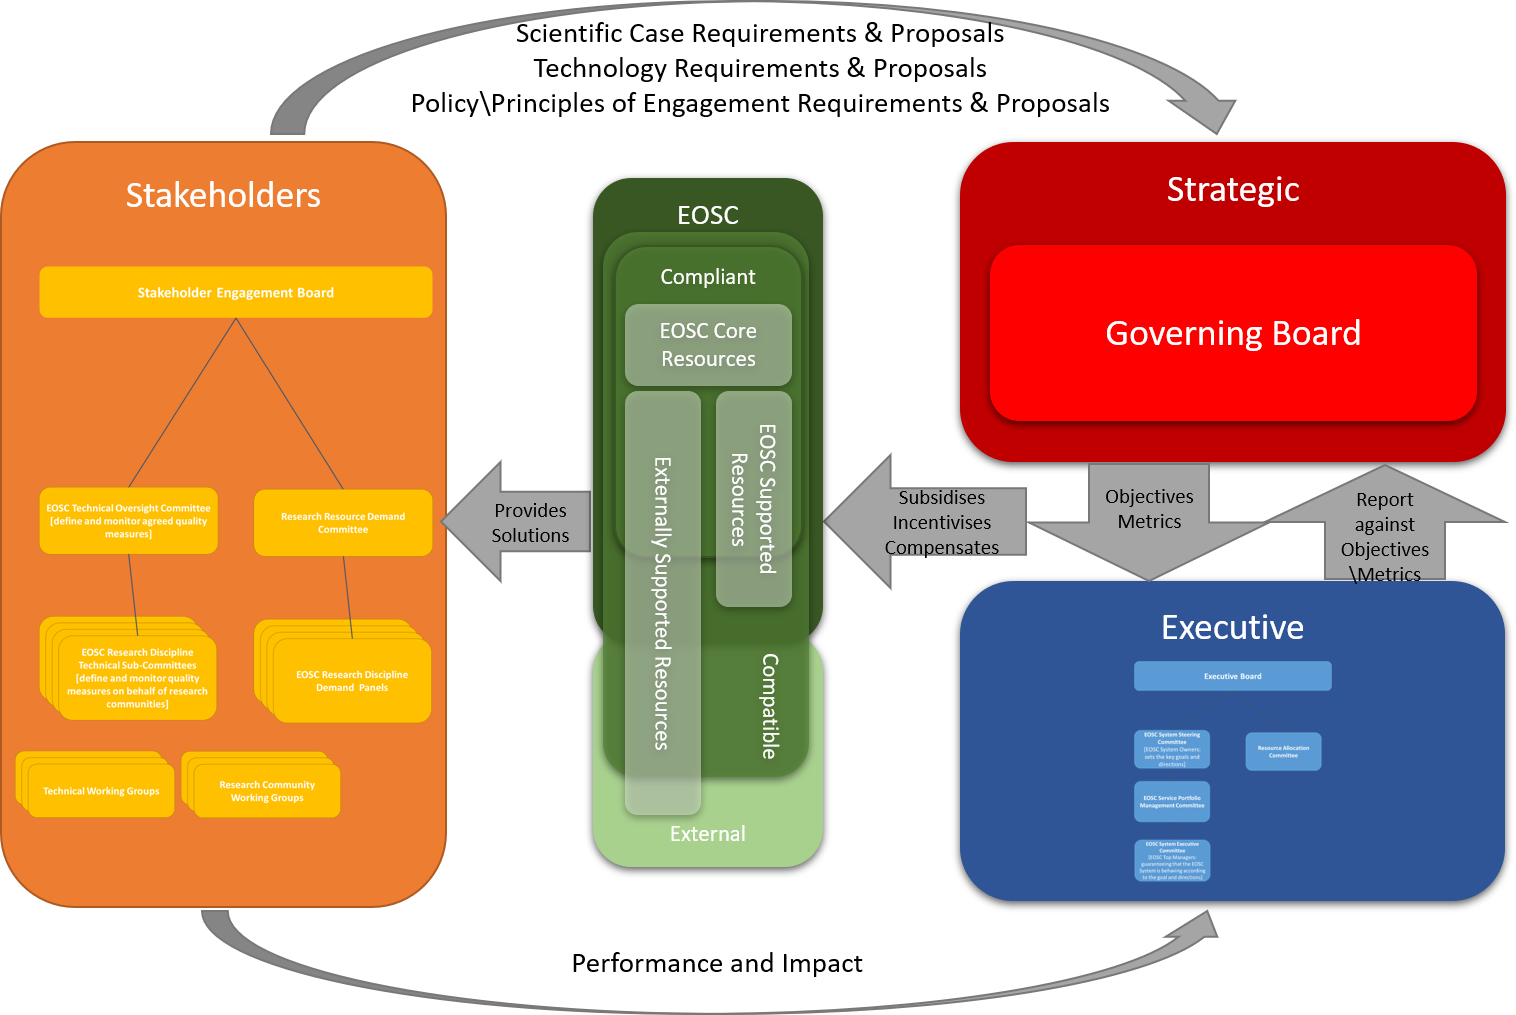 Scientific Case Requirements & Proposals
Technology Requirements & Proposals
Policy\Principles of Engagement Requirements & Proposals
Stakeholders
Stakeholder Engagement Board
EOSC Technical Oversight Committee
[define and monitor agreed quality
measures]
Research Resource Demand
Committee
EOSC Research Discipline
Technical Sub-Committees
[define and monitor quality
measures on behalf of research
communities]
EOSC Research Discipline
Demand Panels
Technical Working Groups
Research Community
Working Groups
Provides
Solutions
EOSC
Compliant
EOSC Core
Resources
Externally Supported Resources
EOSC Supported
Resources
Compatible
External
Subsidises
Incentivises
Compensates
Strategic
Governing Board
Objectives
Metrics
Report
against
Objectives
\Metrics
Executive
Executive Board
EOSC System Steering
Committee
[EOSC System Owners:
sets the key goals and
directions]
Resource Allocation
Committee
EOSC Service Portfolio
Management Committee
EOSC System Executive
Committee
[EOSC Top Managers:
guaranteeing that the EOSC
System is behaving according
to the goal and directions]
Performance and Impact